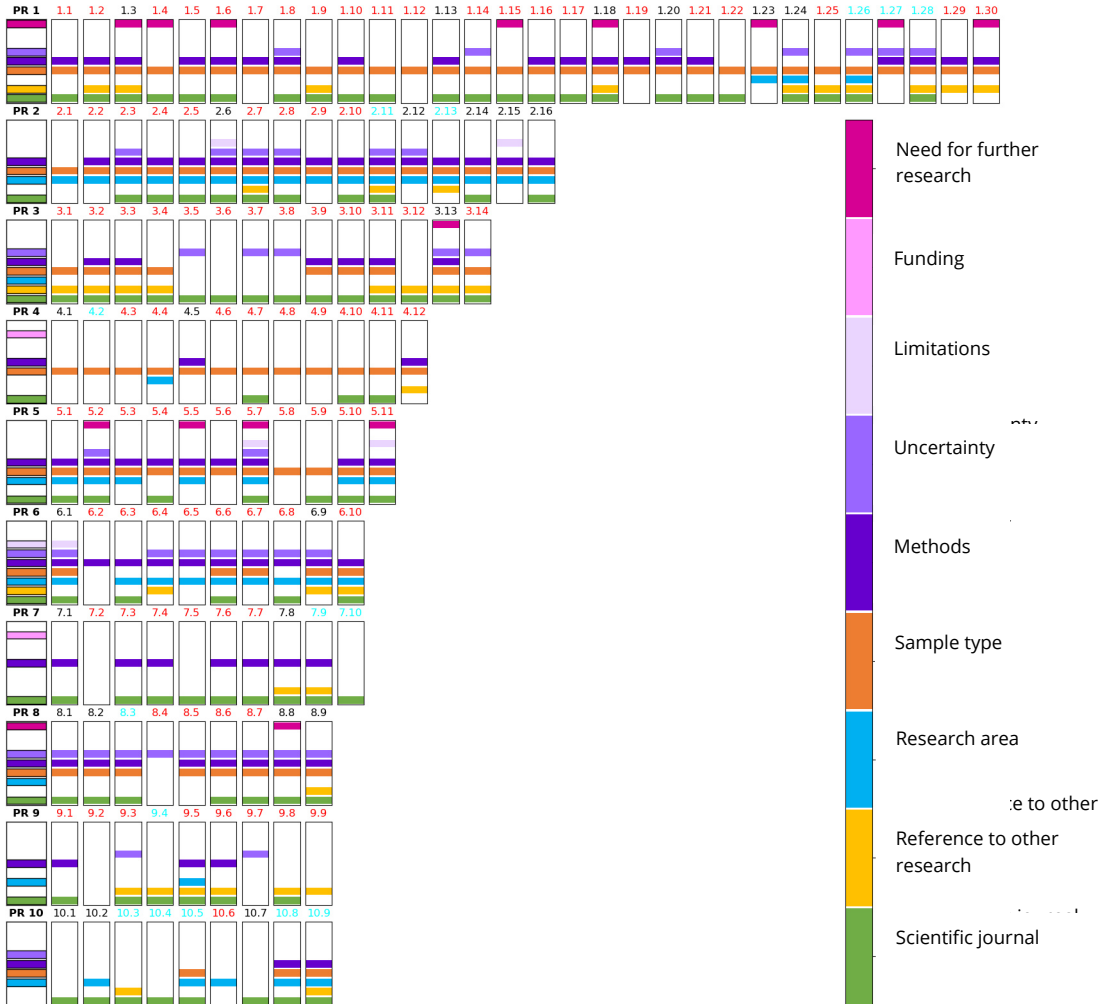 PR 1 1.1 1.2 1.3 1.4 1.5 1.6 1.7 1.8 1.9 1.10 1.11 1.12 1.13 1.14 1.15 1.16 1.17 1.18 1.19 1.20 1.21 1.22 1.23 1.24 1.25 1.26 1.27 1.28 1.29 1.30
PR 2 2.1 2.2 2.3 2.4 2.5 2.6 2.7 2.8 2.9 2.10 2.11 2.12 2.13 2.14 2.15 2.16
PR 3 3.1 3.2 3.3 3.4 3.5 3.6 3.7 3.8 3.9 3.10 3.11 3.12 3.13 3.14
PR 4 4.1 4.2 4.3 4.4 4.5 4.6 4.7 4.8 4.9 4.10 4.11 4.12
PR 5 5.1 5.2 5.3 5.4 5.5 5.6 5.7 5.8 5.9 5.10 5.11
PR 6 6.1 6.2 6.3 6.4 6.5 6.6 6.7 6.8 6.9 6.10
PR 7 7.1 7.2 7.3 7.4 7.5 7.6 7.7 7.8 7.9 7.10
PR 8 8.1 8.2 8.3 8.4 8.5 8.6 8.7 8.8 8.9
PR 9 9.1 9.2 9.3 9.4 9.5 9.6 9.7 9.8 9.9
PR 10 10.1 10.2 10.3 10.4 10.5 10.6 10.7 10.8 10.9
Need for further
research
Funding
Limitations
Uncertainty
Methods
Sample type
Research area
to other
Reference to other
research
Scientific journal